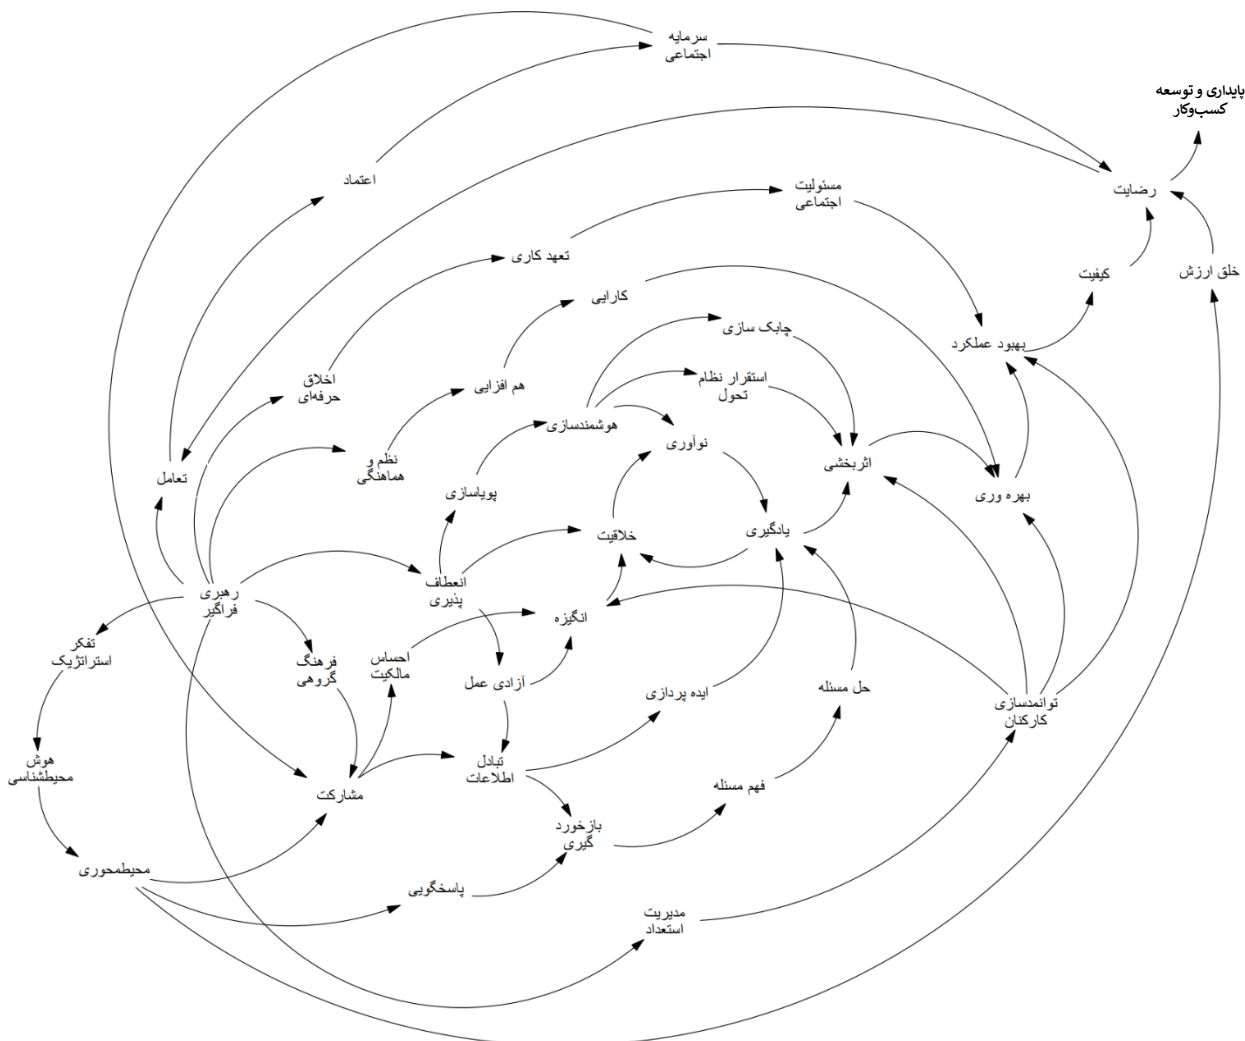 سرمایه
اجتماعی
پایداری و توسعه
کسب‌وکار
اعتماد
مسئولیت
اجتماعی
رضایت
تعهد کاری
کیفیت
خلق ارزش
کارایی
چابک سازی
بهبود عملکرد
اخلاق
حرفه‌ای
هم افزایی
استقرار نظام
تحول
هوشمندسازی
نوآوری
تعامل
نظم و
هماهنگی
اثربخشی
پویاسازی
بهره وری
خلاقیت
یادگیری
رهبری
فراگیر
انعطاف
پذیری
انگیزه
تفکر
استراتژیک
فرهنگ
گروهی
احساس
مالکیت
آزادی عمل
ایده پردازی
حل مسئله
توانمدسازی
کارکنان
هوش
محیطشناسی
مشارکت
تبادل
اطلاعات
فهم مسئله
بازخورد
گیری
محیطمحوری
پاسخگویی
مدیریت
استعداد